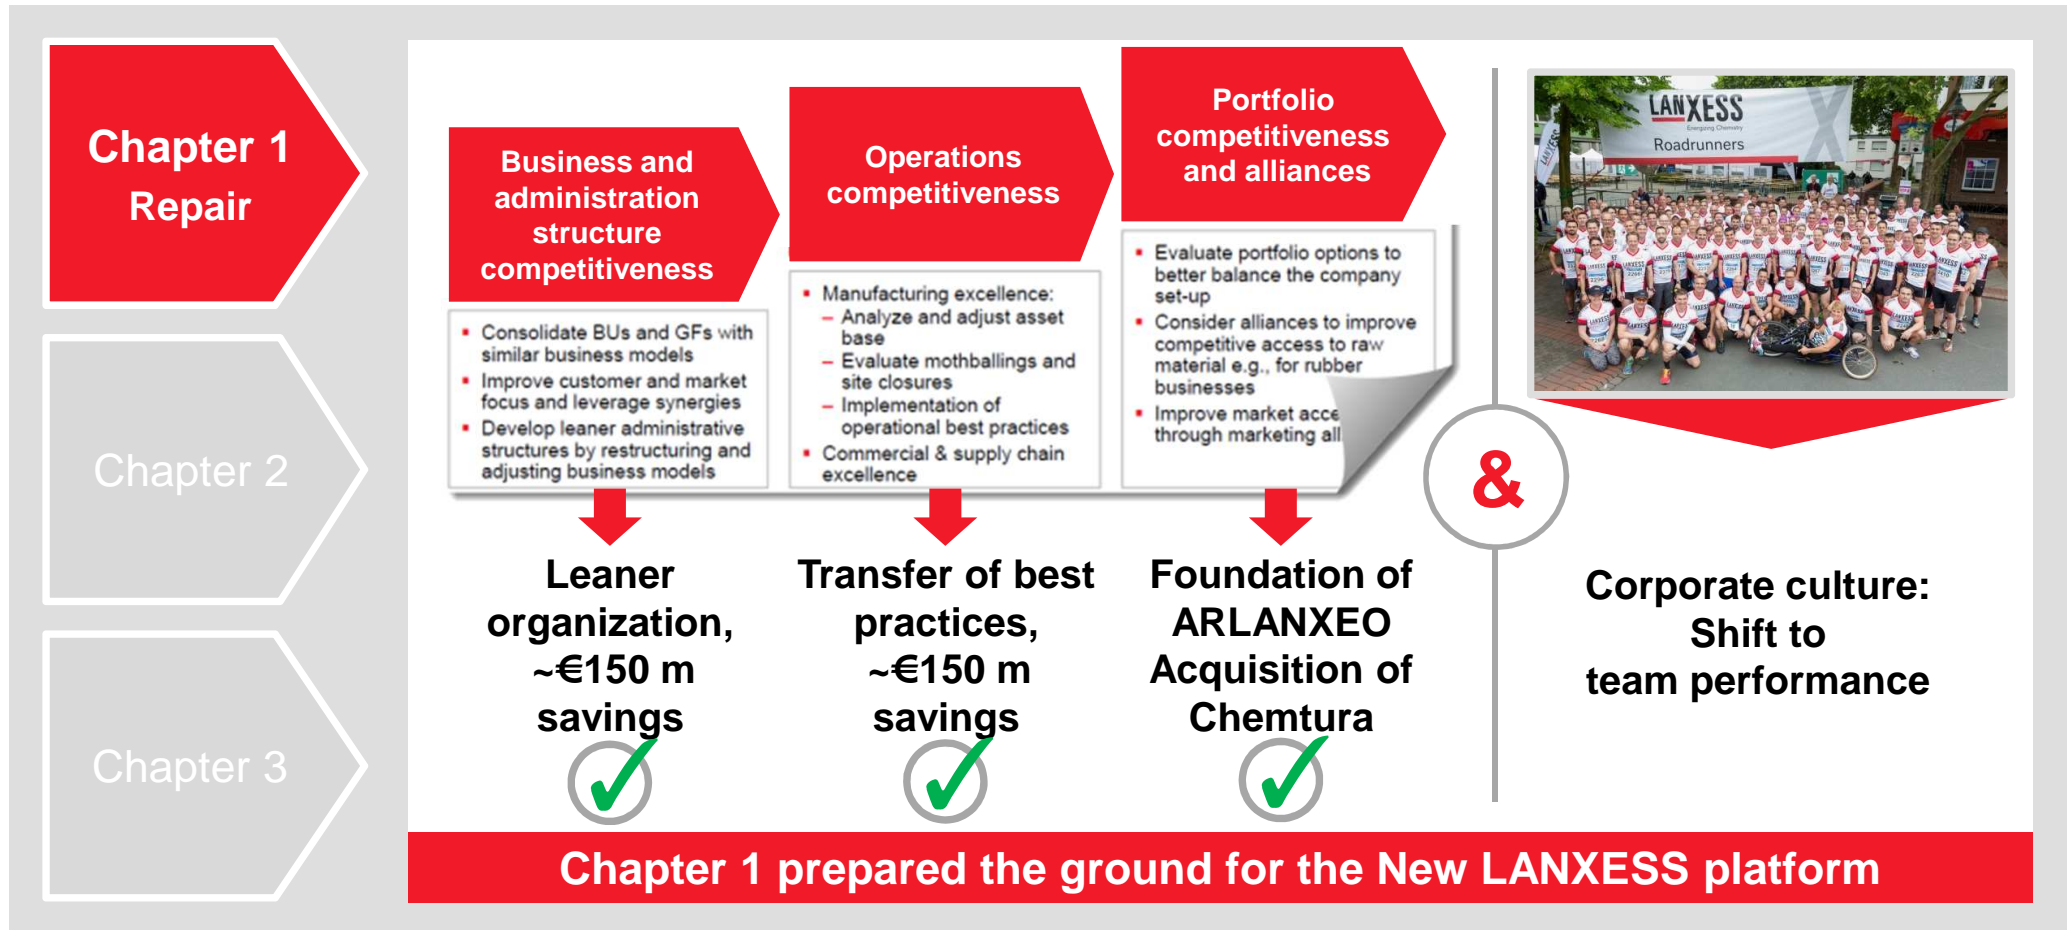 Chapter 1
Repair
Chapter 2
Chapter 3
Business and
administration
structure
competitiveness
Consolidate BUs and GFs with
similar business models
Improve customer and market
focus and leverage synergies
Develop leaner administrative
structures by restructuring and
adjusting business models
Leaner
organization,
~€150 m
savings
Operations
competitiveness
Manufacturing excellence:
– Analyze and adjust asset
base
– Evaluate mothballings and
site closures
– Implementation of
operational best practices
Commercial & supply chain
excellence
Transfer of best
practices,
~€150 m
savings
Portfolio
competitiveness
and alliances
Evaluate portfolio options to
better balance the company
set-up
Consider alliances to improve
competitive access to raw
material e.g., for rubber
businesses
Improve market acce
through marketing all
Foundation of
ARLANXEO
Acquisition of
Chemtura
&
LANXESS
Energizing Chemistry
Roadrunners
LANXESS
Corporate culture:
Shift to
team performance
Chapter 1 prepared the ground for the New LANXESS platform